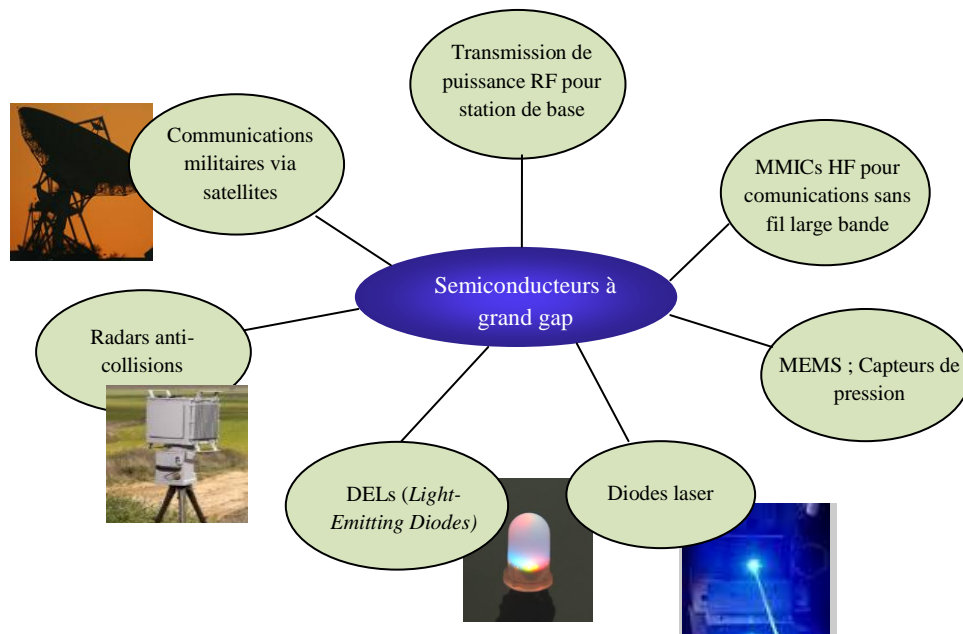 Transmission de
puissance RF pour
station de base
Communications
militaires via
satellites
MMICs HF pour
comunications sans
fil large bande
Semiconducteurs à
grand gap
Radars anti-
collisions
MEMS ; Capteurs de
pression
DELs (Light-
Emitting Diodes)
Diodes laser